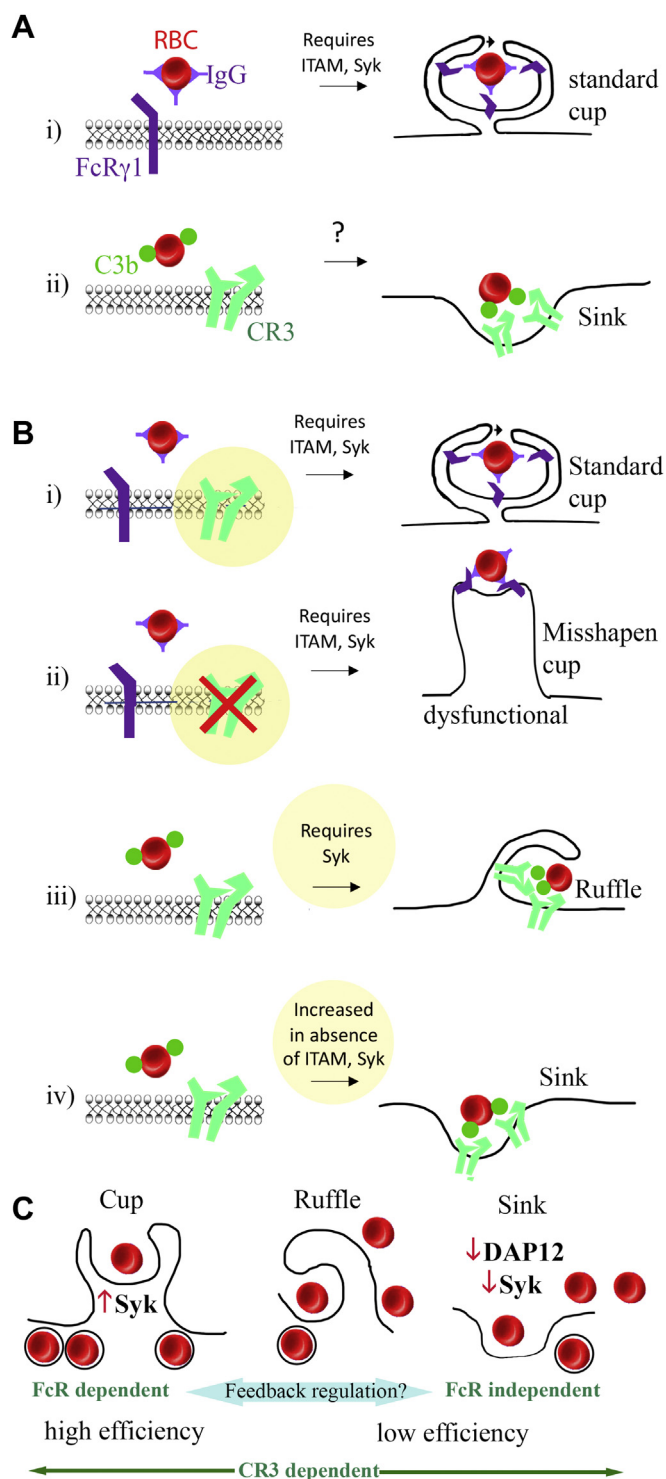 A
RBC
IgG
Requires
ITAM, Syk
standard
cup
i)
FcRγ1
C3b
?
ii)
CR3
Sink
B
Requires
ITAM, Syk
i)
Standard
cup
Requires
ITAM, Syk
ii)
Misshapen
cup
dysfunctional
Requires
Syk
iii)
Ruffle
Increased
in absence
of ITAM, Syk
iv)
Sink
C
Cup
Ruffle
Sink
↑Syk
↓DAP12
↓Syk
FcR dependent
Feedback regulation?
FcR independent
high efficiency
low efficiency
CR3 dependent